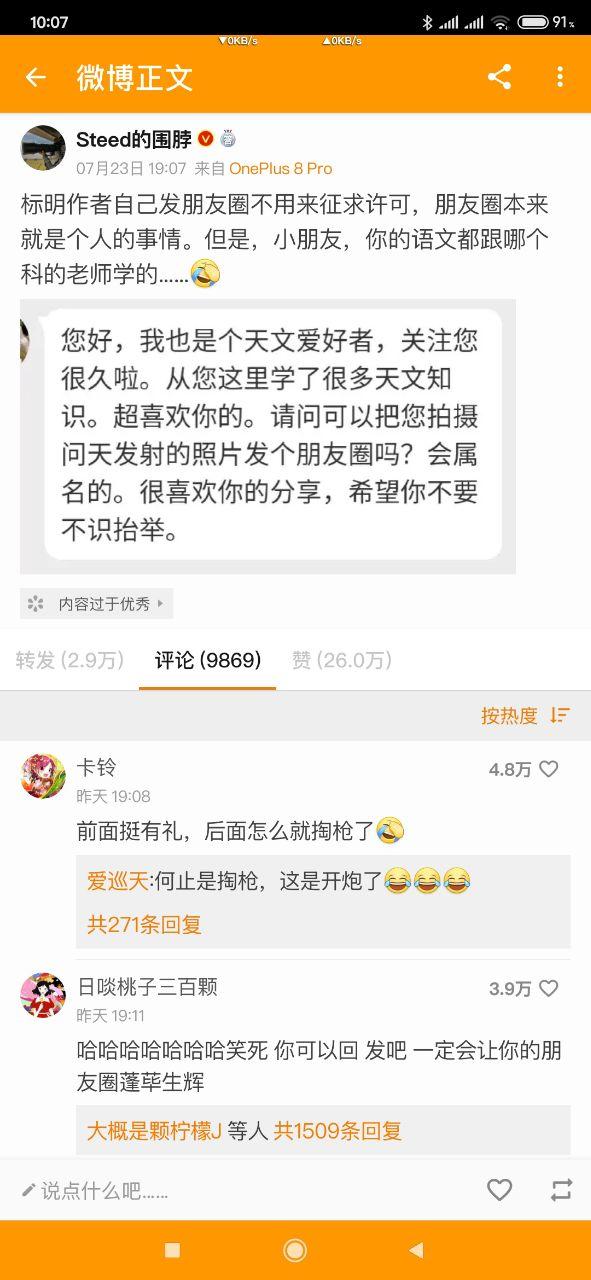 10:07
91%
▼0KB/s ▲0KB/s
微博正文
Steed的围脖
07月23日 19:07 来自 OnePlus 8 Pro
标明作者自己发朋友圈不用来征求许可，朋友圈本来
就是个人的事情。但是，小朋友，你的语文都跟哪个
科的老师学的……🤣
您好，我也是个天文爱好者，关注您
很久啦。从您这里学了很多天文知
识。超喜欢你的。请问可以把您拍摄
问天发射的照片发个朋友圈吗？会属
名的。很喜欢你的分享，希望你不要
不识抬举。
内容过于优秀
转发 (2.9万) 评论 (9869) 赞 (26.0万)
按热度
卡铃 4.8万
昨天 19:08
前面挺有礼，后面怎么就掏枪了🤣
爱巡天:何止是掏枪，这是开炮了😂😂😂
共271条回复
日啖桃子三百颗 3.9万
昨天 19:11
哈哈哈哈哈哈哈笑死 你可以回 发吧 一定会让你的朋
友圈蓬荜生辉
大概是颗柠檬J 等人 共1509条回复
说点什么吧……